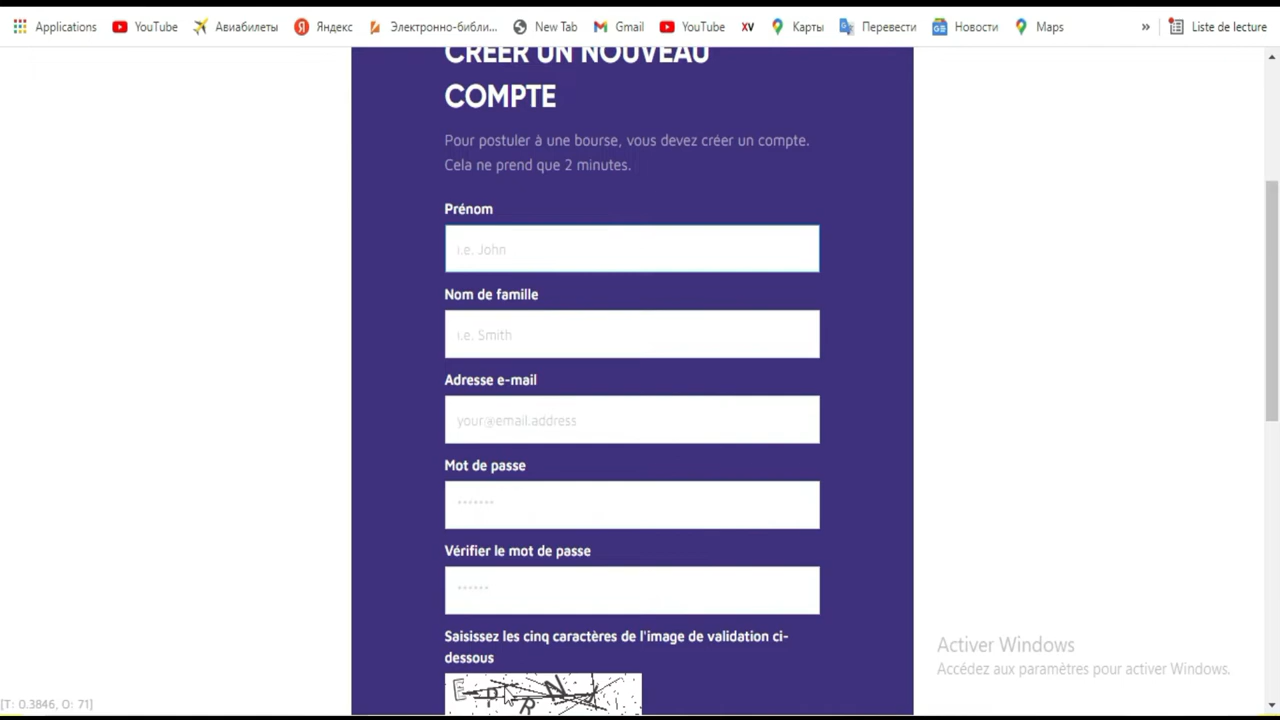 Applications YouTube Авиабилеты Яндекс Электронно-библи... New Tab Gmail YouTube XV Карты Перевести Новости Maps » Liste de lecture
CRÉER UN NOUVEAU
COMPTE
Pour postuler à une bourse, vous devez créer un compte.
Cela ne prend que 2 minutes.
Prénom
i.e. John
Nom de famille
i.e. Smith
Adresse e-mail
your@email.address
Mot de passe
•••••••
Vérifier le mot de passe
••••••
Saisissez les cinq caractères de l'image de validation ci-
dessous
Activer Windows
Accédez aux paramètres pour activer Windows.
[T: 0.3846, O: 71]